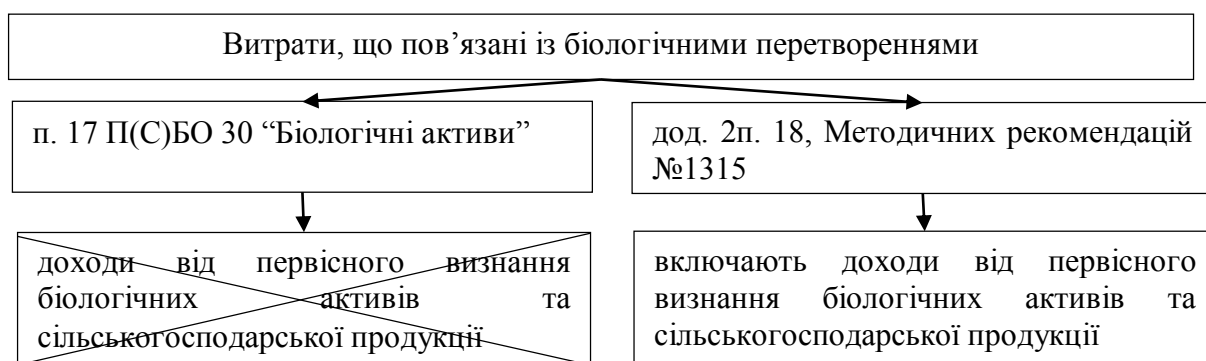 Витрати, що пов’язані із біологічними перетвореннями
п. 17 П(С)БО 30 “Біологічні активи”
дод. 2п. 18, Методичних рекомендацій
№1315
доходи від первісного визнання
біологічних активів та
сільськогосподарської продукції
включають доходи від первісного
визнання біологічних активів та
сільськогосподарської продукції